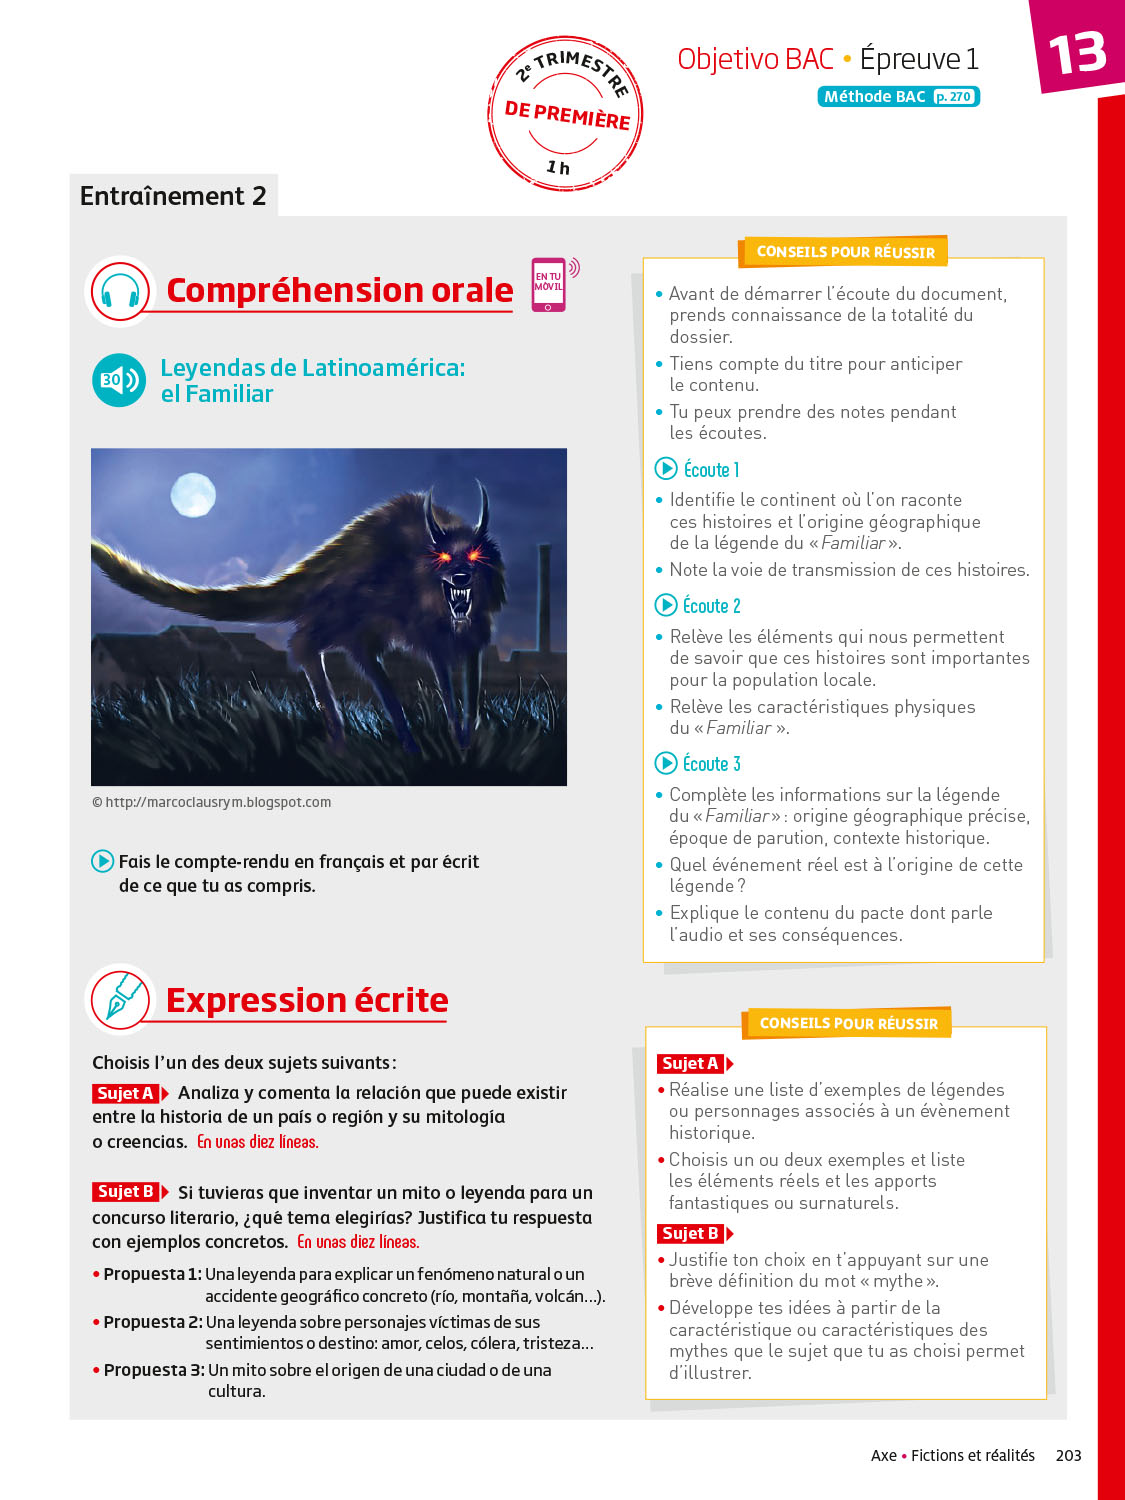 13
Objetivo BAC • Épreuve 1
Méthode BAC p. 270
2e TRIMESTRE
DE PREMIÈRE
1 h
Entraînement 2
Compréhension orale
EN TU
MÓVIL
30
Leyendas de Latinoamérica:
el Familiar
© http://marcoclausrym.blogspot.com
Fais le compte-rendu en français et par écrit
de ce que tu as compris.
CONSEILS POUR RÉUSSIR
• Avant de démarrer l'écoute du document,
prends connaissance de la totalité du
dossier.
• Tiens compte du titre pour anticiper
le contenu.
• Tu peux prendre des notes pendant
les écoutes.
Écoute 1
• Identifie le continent où l'on raconte
ces histoires et l'origine géographique
de la légende du « Familiar ».
• Note la voie de transmission de ces histoires.
Écoute 2
• Relève les éléments qui nous permettent
de savoir que ces histoires sont importantes
pour la population locale.
• Relève les caractéristiques physiques
du « Familiar ».
Écoute 3
• Complète les informations sur la légende
du « Familiar » : origine géographique précise,
époque de parution, contexte historique.
• Quel événement réel est à l'origine de cette
légende ?
• Explique le contenu du pacte dont parle
l'audio et ses conséquences.
Expression écrite
Choisis l'un des deux sujets suivants :
Sujet A Analiza y comenta la relación que puede existir
entre la historia de un país o región y su mitología
o creencias. En unas diez líneas.
Sujet B Si tuvieras que inventar un mito o leyenda para un
concurso literario, ¿qué tema elegirías? Justifica tu respuesta
con ejemplos concretos. En unas diez líneas.
• Propuesta 1: Una leyenda para explicar un fenómeno natural o un
accidente geográfico concreto (río, montaña, volcán...).
• Propuesta 2: Una leyenda sobre personajes víctimas de sus
sentimientos o destino: amor, celos, cólera, tristeza...
• Propuesta 3: Un mito sobre el origen de una ciudad o de una
cultura.
CONSEILS POUR RÉUSSIR
Sujet A
• Réalise une liste d'exemples de légendes
ou personnages associés à un évènement
historique.
• Choisis un ou deux exemples et liste
les éléments réels et les apports
fantastiques ou surnaturels.
Sujet B
• Justifie ton choix en t'appuyant sur une
brève définition du mot « mythe ».
• Développe tes idées à partir de la
caractéristique ou caractéristiques des
mythes que le sujet que tu as choisi permet
d'illustrer.
Axe • Fictions et réalités 203